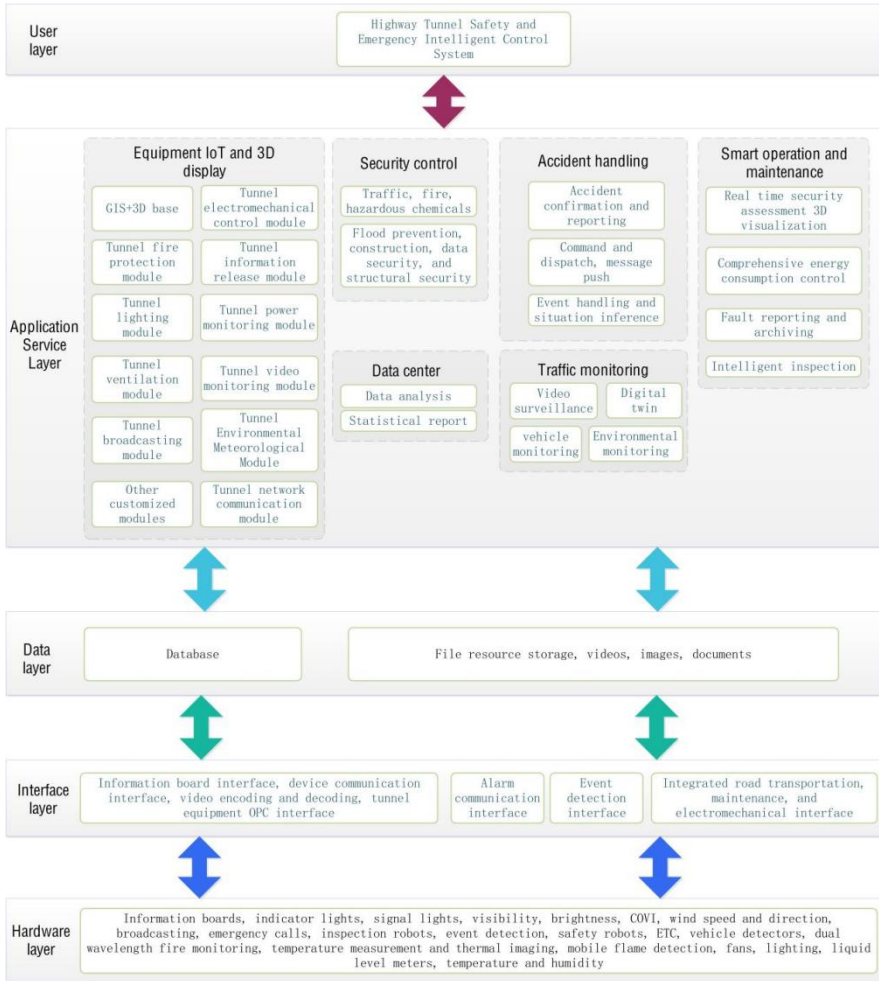 User
layer
Highway Tunnel Safety and
Emergency Intelligent Control
System
Application
Service
Layer
Equipment IoT and 3D
display
GIS+3D base
Tunnel
electromechanical
control module
Tunnel fire
protection module
Tunnel
information
release module
Tunnel
lighting
module
Tunnel power
monitoring module
Tunnel
ventilation
module
Tunnel video
monitoring module
Tunnel
broadcasting
module
Tunnel
Environmental
Meteorological
Module
Other
customized
modules
Tunnel network
communication
module
Security control
Traffic, fire,
hazardous chemicals
Flood prevention,
construction, data
security, and
structural security
Data center
Data analysis
Statistical report
Accident handling
Accident
confirmation and
reporting
Command and
dispatch, message
push
Event handling and
situation inference
Traffic monitoring
Video
surveillance
Digital
twin
vehicle
monitoring
Environmental
monitoring
Smart operation and
maintenance
Real time security
assessment 3D
visualization
Comprehensive energy
consumption control
Fault reporting and
archiving
Intelligent inspection
Data
layer
Database
File resource storage, videos, images, documents
Interface
layer
Information board interface, device communication
interface, video encoding and decoding, tunnel
equipment OPC interface
Alarm
communication
interface
Event
detection
interface
Integrated road transportation,
maintenance, and
electromechanical interface
Hardware
layer
Information boards, indicator lights, signal lights, visibility, brightness, COVI, wind speed and direction,
broadcasting, emergency calls, inspection robots, event detection, safety robots, ETC, vehicle detectors, dual
wavelength fire monitoring, temperature measurement and thermal imaging, mobile flame detection, fans, lighting, liquid
level meters, temperature and humidity